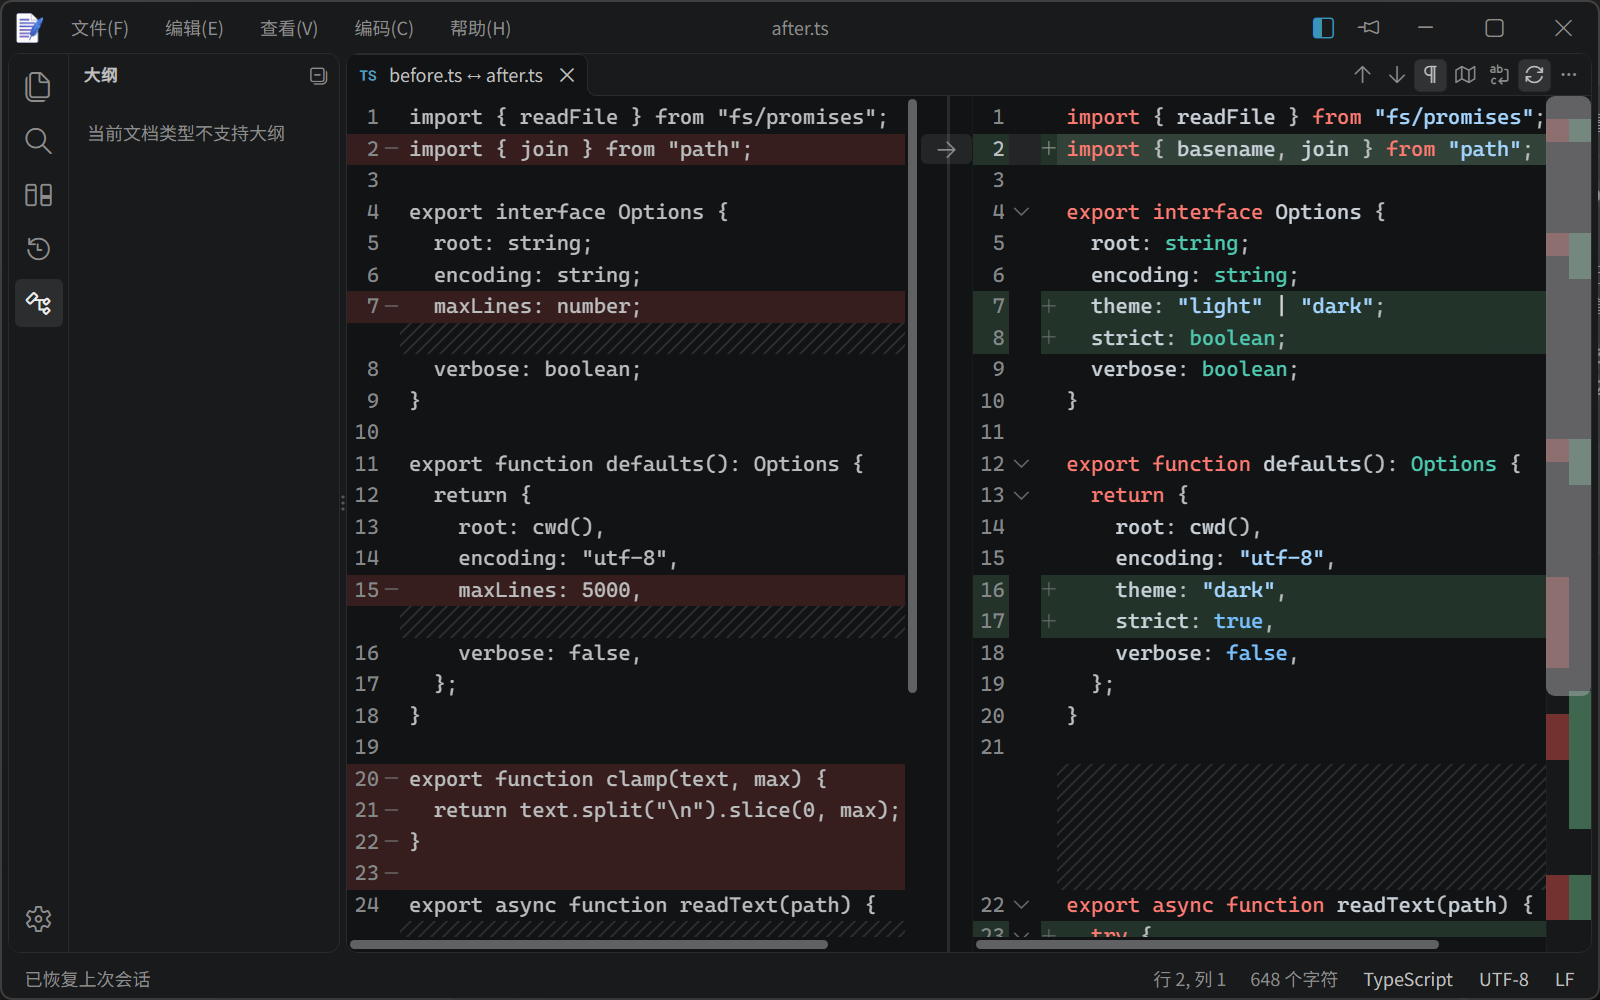 文件(F) 编辑(E) 查看(V) 编码(C) 帮助(H) after.ts
大纲
当前文档类型不支持大纲
TS before.ts↔after.ts
1 import { readFile } from "fs/promises";
2 import { join } from "path";
3
4 export interface Options {
5 root: string;
6 encoding: string;
7 maxLines: number;
8 verbose: boolean;
9 }
10
11 export function defaults(): Options {
12 return {
13 root: cwd(),
14 encoding: "utf-8",
15 maxLines: 5000,
16 verbose: false,
17 };
18 }
19
20 export function clamp(text, max) {
21 return text.split("\n").slice(0, max);
22 }
23
24 export async function readText(path) {
1 import { readFile } from "fs/promises";
2 + import { basename, join } from "path";
3
4 export interface Options {
5 root: string;
6 encoding: string;
7 + theme: "light" | "dark";
8 + strict: boolean;
9 verbose: boolean;
10 }
11
12 export function defaults(): Options {
13 return {
14 root: cwd(),
15 encoding: "utf-8",
16 + theme: "dark",
17 + strict: true,
18 verbose: false,
19 };
20 }
21
22 export async function readText(path) {
23 + try {
已恢复上次会话
行 2, 列 1 648 个字符 TypeScript UTF-8 LF